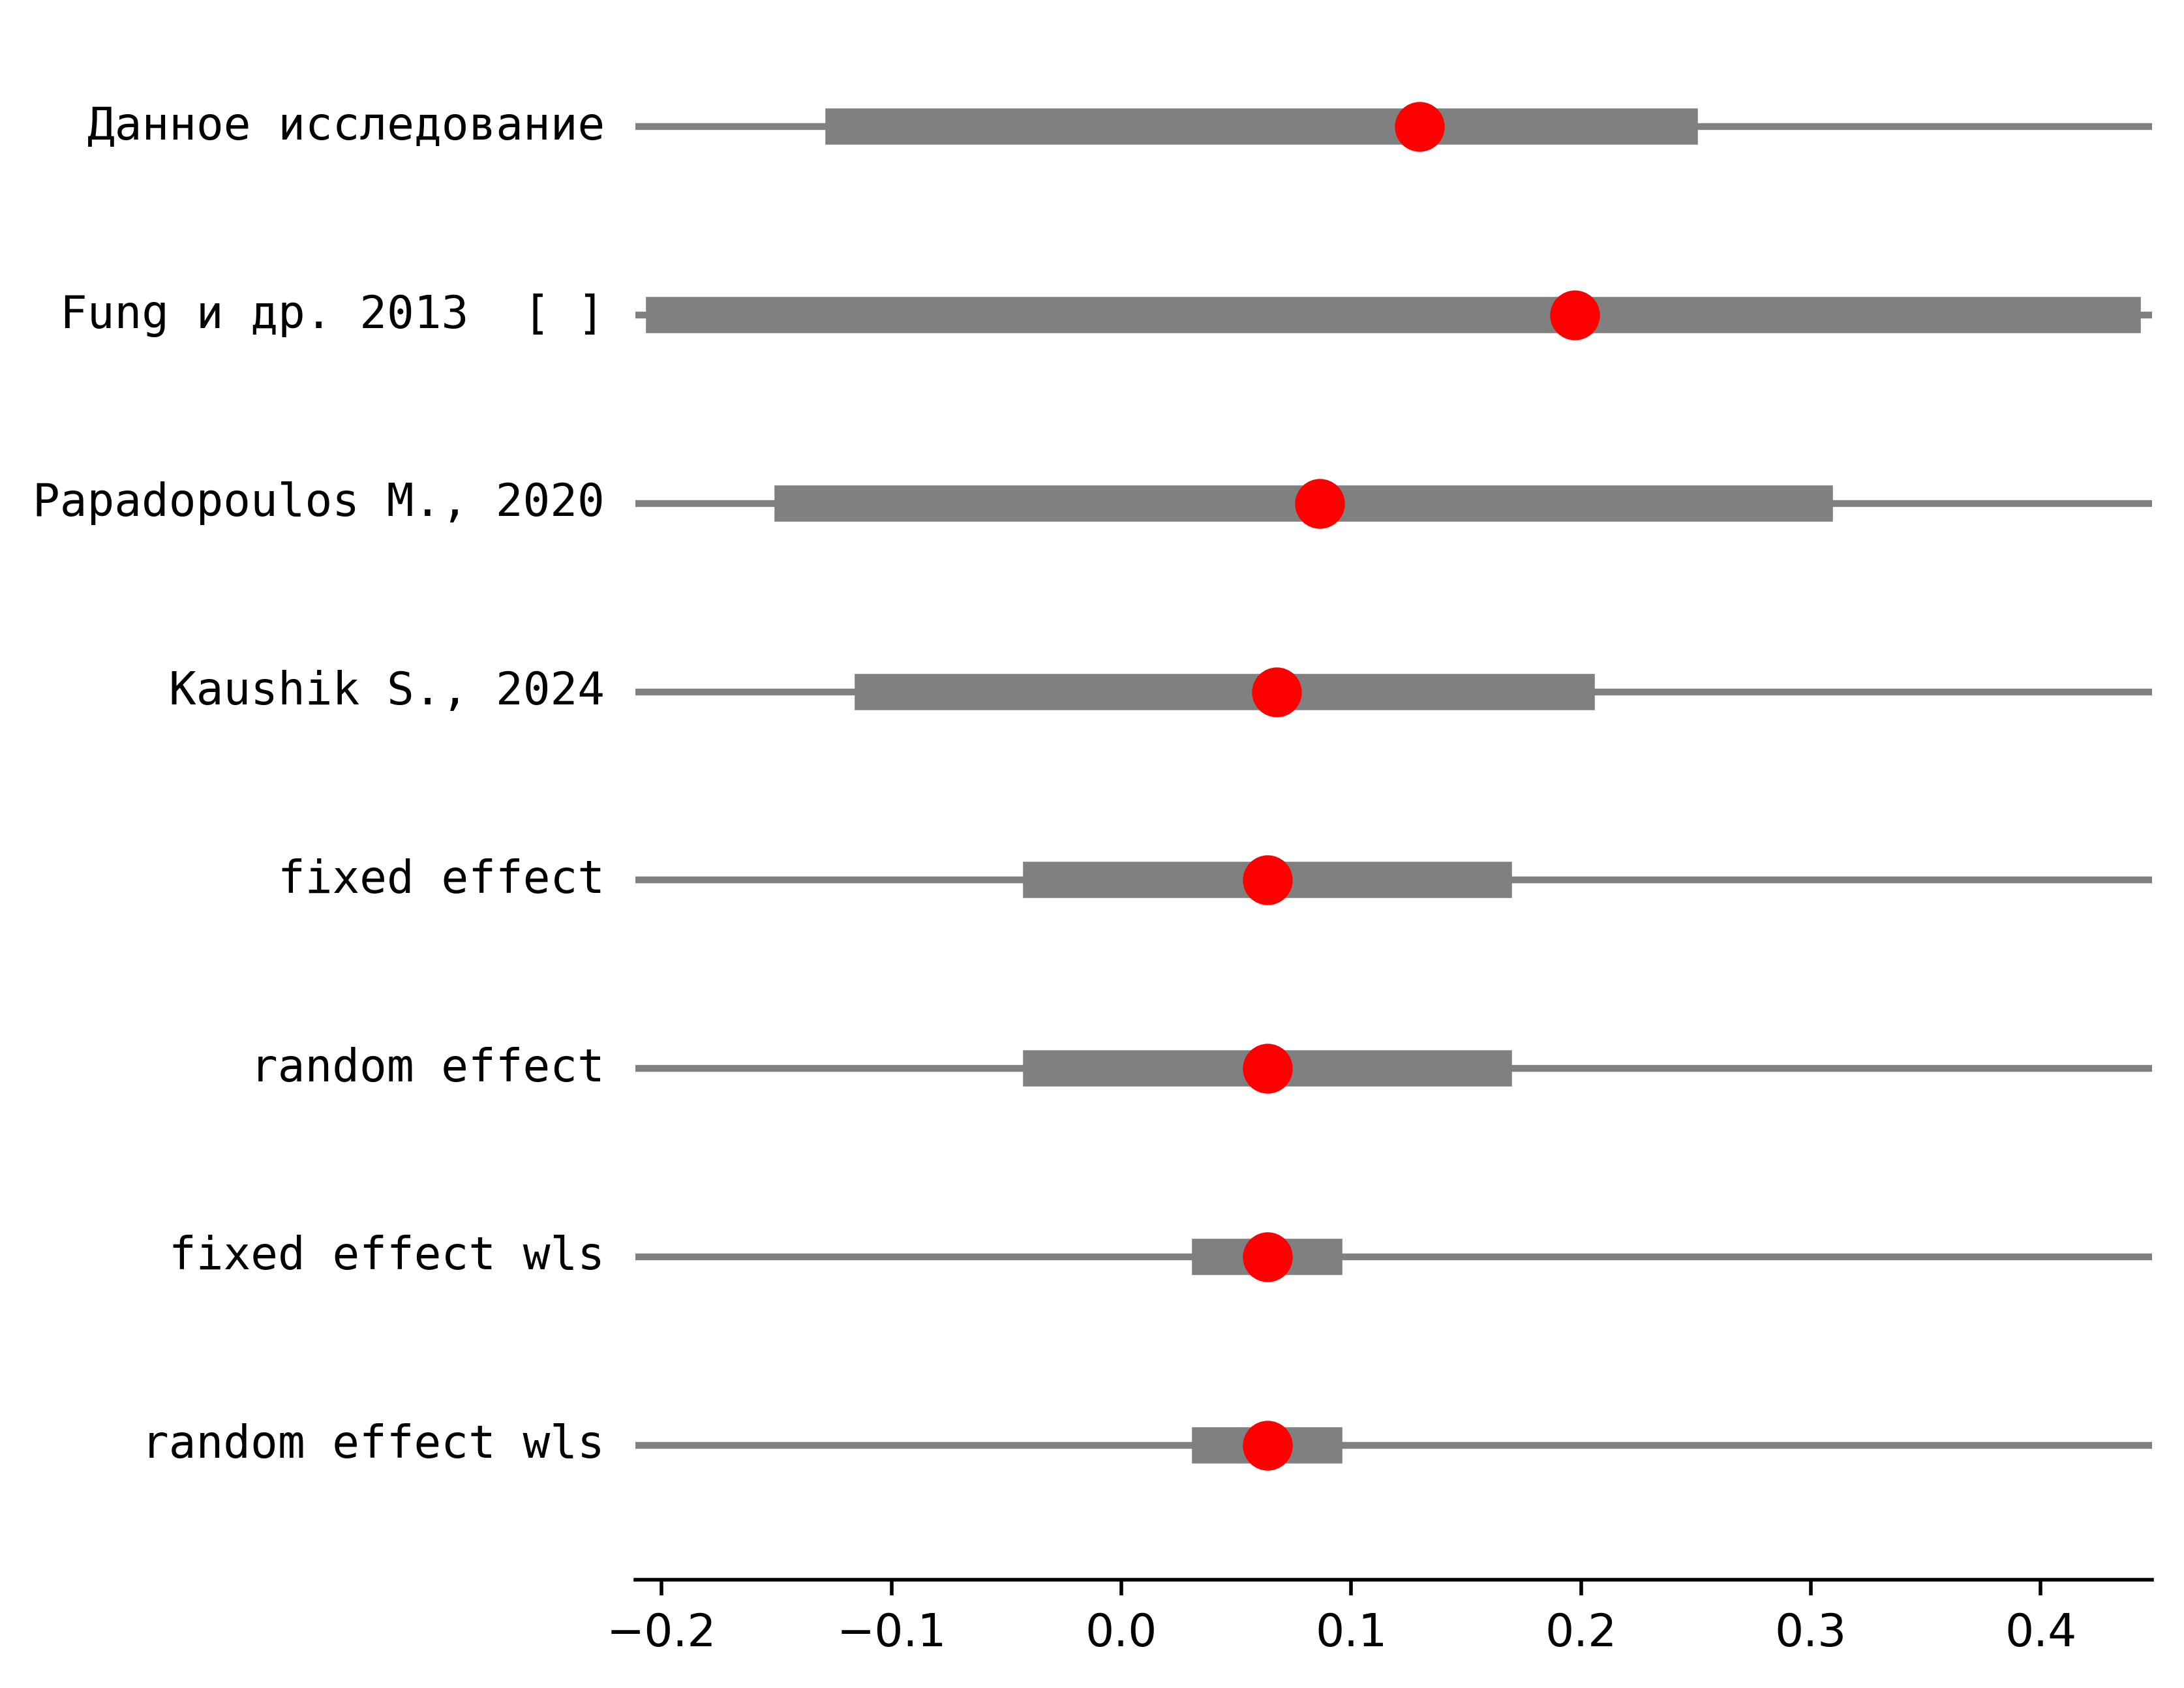 Данное исследование
Fung и др. 2013  [ ]
Papadopoulos M., 2020
Kaushik S., 2024
fixed effect
random effect
fixed effect wls
random effect wls
−0.2 −0.1 0.0 0.1 0.2 0.3 0.4